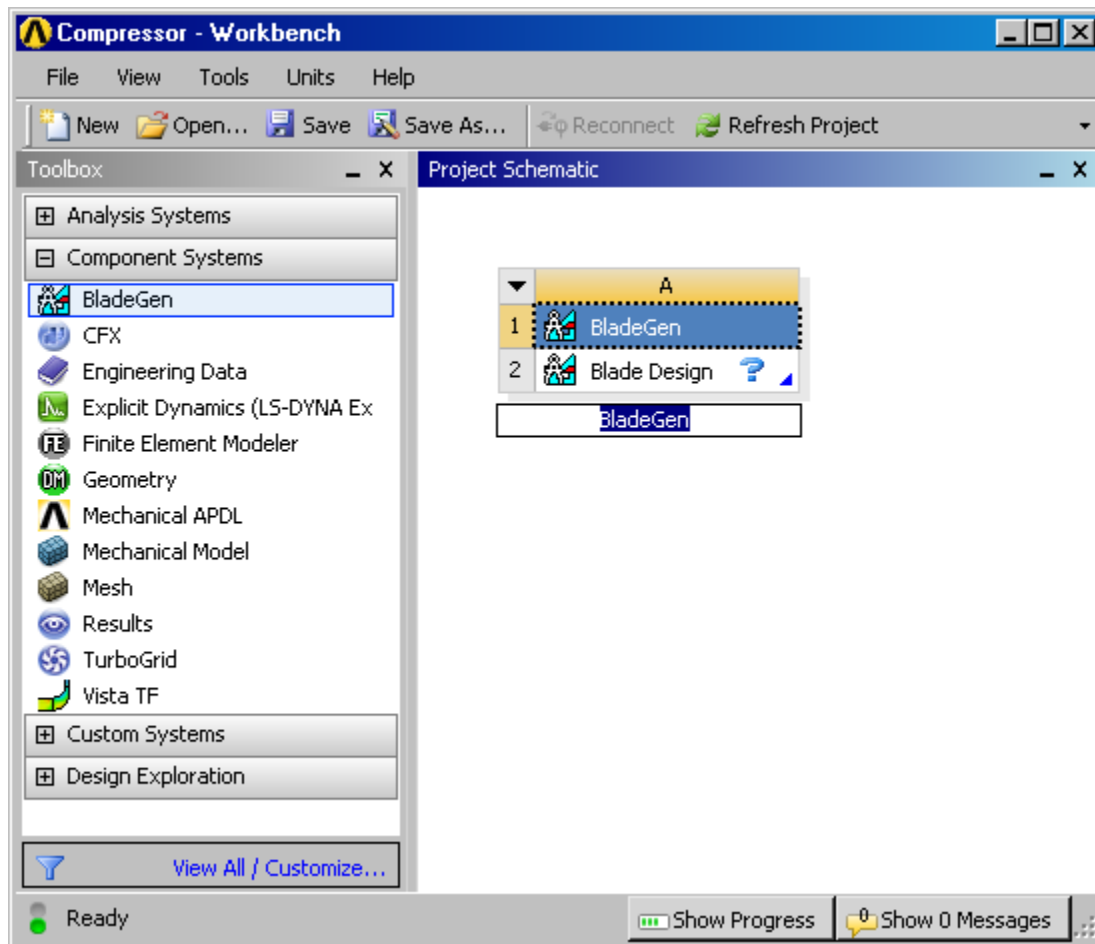 Compressor - Workbench
File View Tools Units Help
New Open... Save Save As... Reconnect Refresh Project
Toolbox
Project Schematic
Analysis Systems
Component Systems
BladeGen
CFX
Engineering Data
Explicit Dynamics (LS-DYNA Ex
Finite Element Modeler
Geometry
Mechanical APDL
Mechanical Model
Mesh
Results
TurboGrid
Vista TF
Custom Systems
Design Exploration
View All / Customize...
A
1 BladeGen
2 Blade Design ?
BladeGen
Ready
Show Progress
0 Show 0 Messages